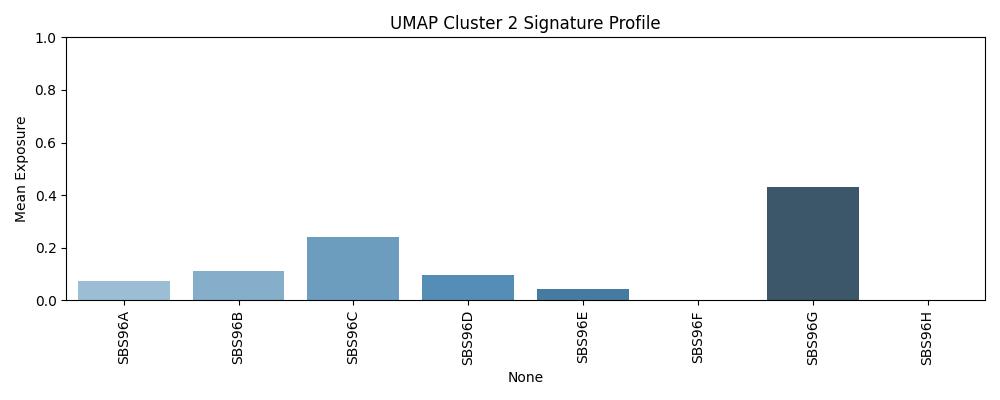 UMAP Cluster 2 Signature Profile
1.0
0.8
0.6
0.4
0.2
0.0
Mean Exposure
SBS96A
SBS96B
SBS96C
SBS96D
SBS96E
SBS96F
SBS96G
SBS96H
None